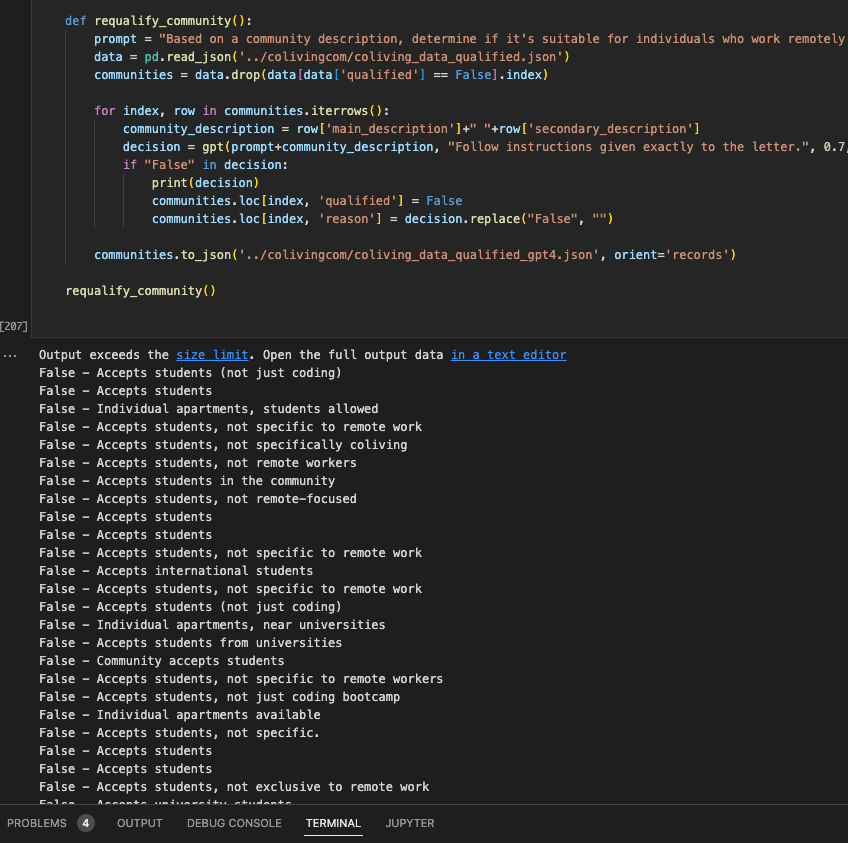 def requalify_community():
prompt = "Based on a community description, determine if it's suitable for individuals who work remotely
data = pd.read_json('../colivingcom/coliving_data_qualified.json')
communities = data.drop(data[data['qualified'] == False].index)
for index, row in communities.iterrows():
community_description = row['main_description']+" "+row['secondary_description']
decision = gpt(prompt+community_description, "Follow instructions given exactly to the letter.", 0.7,
if "False" in decision:
print(decision)
communities.loc[index, 'qualified'] = False
communities.loc[index, 'reason'] = decision.replace("False", "")
communities.to_json('../colivingcom/coliving_data_qualified_gpt4.json', orient='records')
requalify_community()
[207]
... Output exceeds the size limit. Open the full output data in a text editor
False – Accepts students (not just coding)
False – Accepts students
False – Individual apartments, students allowed
False – Accepts students, not specific to remote work
False – Accepts students, not specifically coliving
False – Accepts students, not remote workers
False – Accepts students in the community
False – Accepts students, not remote-focused
False – Accepts students
False – Accepts students
False – Accepts students, not specific to remote work
False – Accepts international students
False – Accepts students, not specific to remote work
False – Accepts students (not just coding)
False – Individual apartments, near universities
False – Accepts students from universities
False – Community accepts students
False – Accepts students, not specific to remote workers
False – Accepts students, not just coding bootcamp
False – Individual apartments available
False – Accepts students, not specific.
False – Accepts students
False – Accepts students
False – Accepts students, not exclusive to remote work
False – Accepts university students
PROBLEMS 4 OUTPUT DEBUG CONSOLE TERMINAL JUPYTER